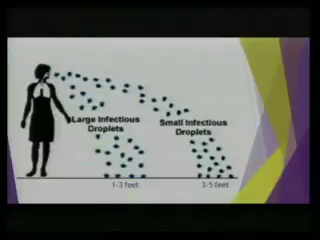 Large Infectious
Droplets
Small Infectious
Droplets
1-3 feet
3-5 feet